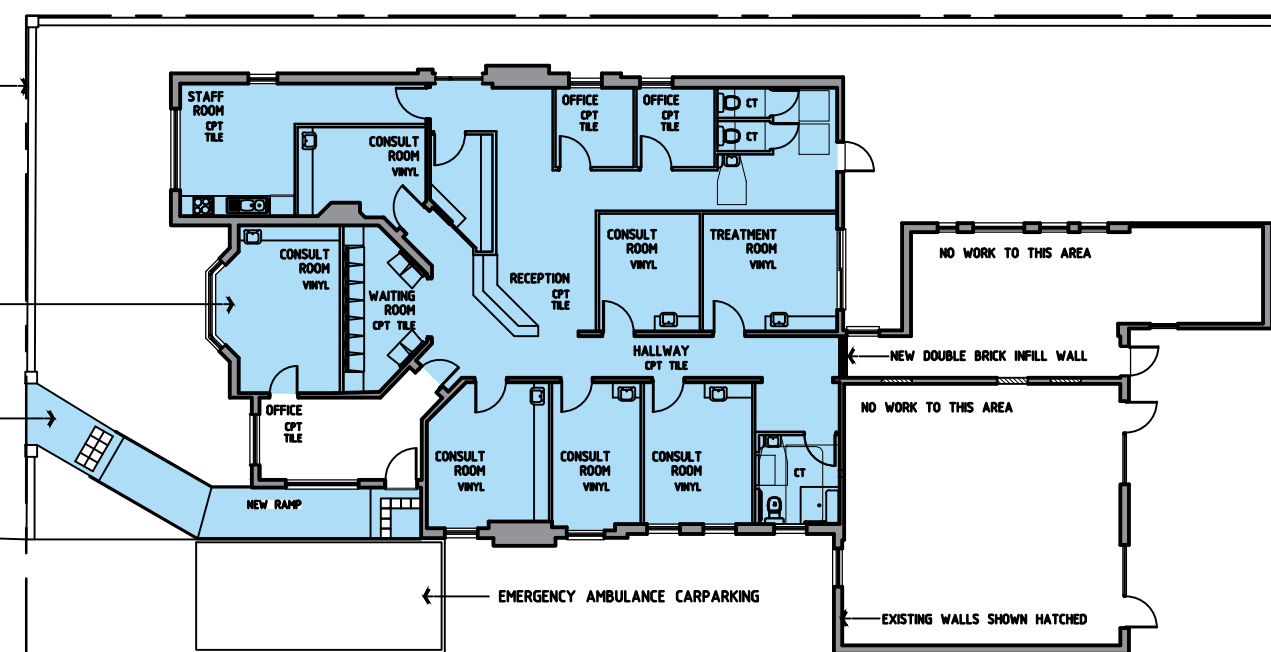 STAFF
ROOM
CPT
TILE
CONSULT
ROOM
VINYL
OFFICE
CPT
TILE
OFFICE
CPT
TILE
CT
CT
CONSULT
ROOM
VINYL
WAITING
ROOM
CPT TILE
RECEPTION
CPT
TILE
CONSULT
ROOM
VINYL
TREATMENT
ROOM
VINYL
NO WORK TO THIS AREA
HALLWAY
CPT TILE
NEW DOUBLE BRICK INFILL WALL
OFFICE
CPT
TILE
NO WORK TO THIS AREA
CONSULT
ROOM
VINYL
CONSULT
ROOM
VINYL
CONSULT
ROOM
VINYL
CT
NEW RAMP
EMERGENCY AMBULANCE CARPARKING
EXISTING WALLS SHOWN HATCHED